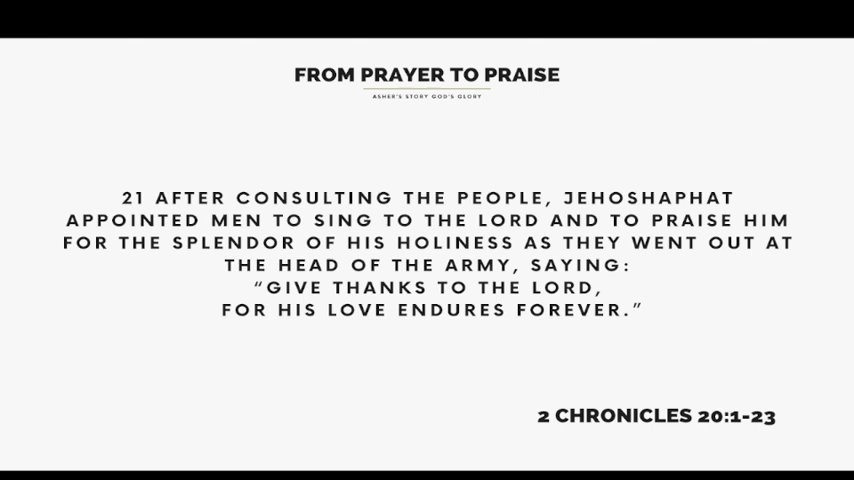 FROM PRAYER TO PRAISE
ASHER'S STORY GOD'S GLORY
21 AFTER CONSULTING THE PEOPLE, JEHOSHAPHAT
APPOINTED MEN TO SING TO THE LORD AND TO PRAISE HIM
FOR THE SPLENDOR OF HIS HOLINESS AS THEY WENT OUT AT
THE HEAD OF THE ARMY, SAYING:
“GIVE THANKS TO THE LORD,
FOR HIS LOVE ENDURES FOREVER.”
2 CHRONICLES 20:1-23